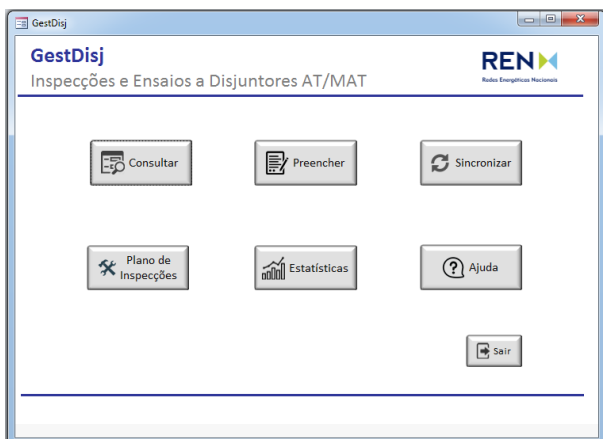 GestDisj
GestDisj
Inspecções e Ensaios a Disjuntores AT/MAT
REN
Redes Energéticas Nacionais
Consultar
Preencher
Sincronizar
Plano de
Inspecções
Estatísticas
Ajuda
Sair